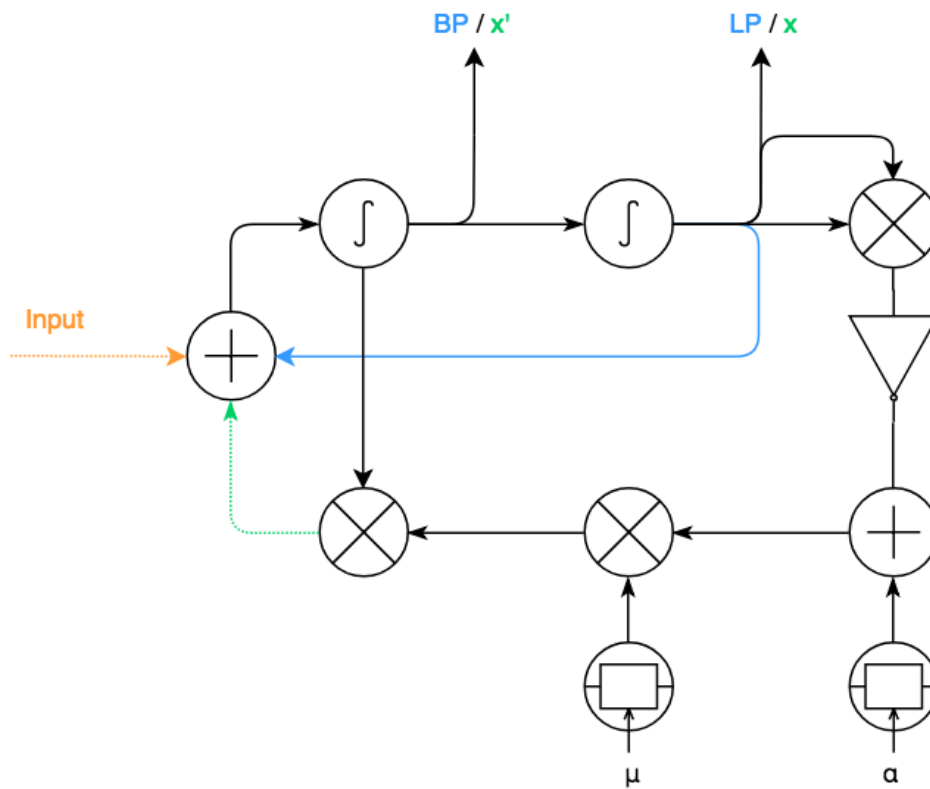 BP / x'
LP / x
Input
μ
α